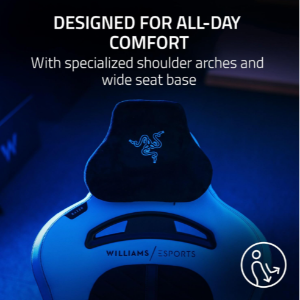 DESIGNED FOR ALL-DAY
COMFORT
With specialized shoulder arches and
wide seat base
WILLIAMS/ESPORTS